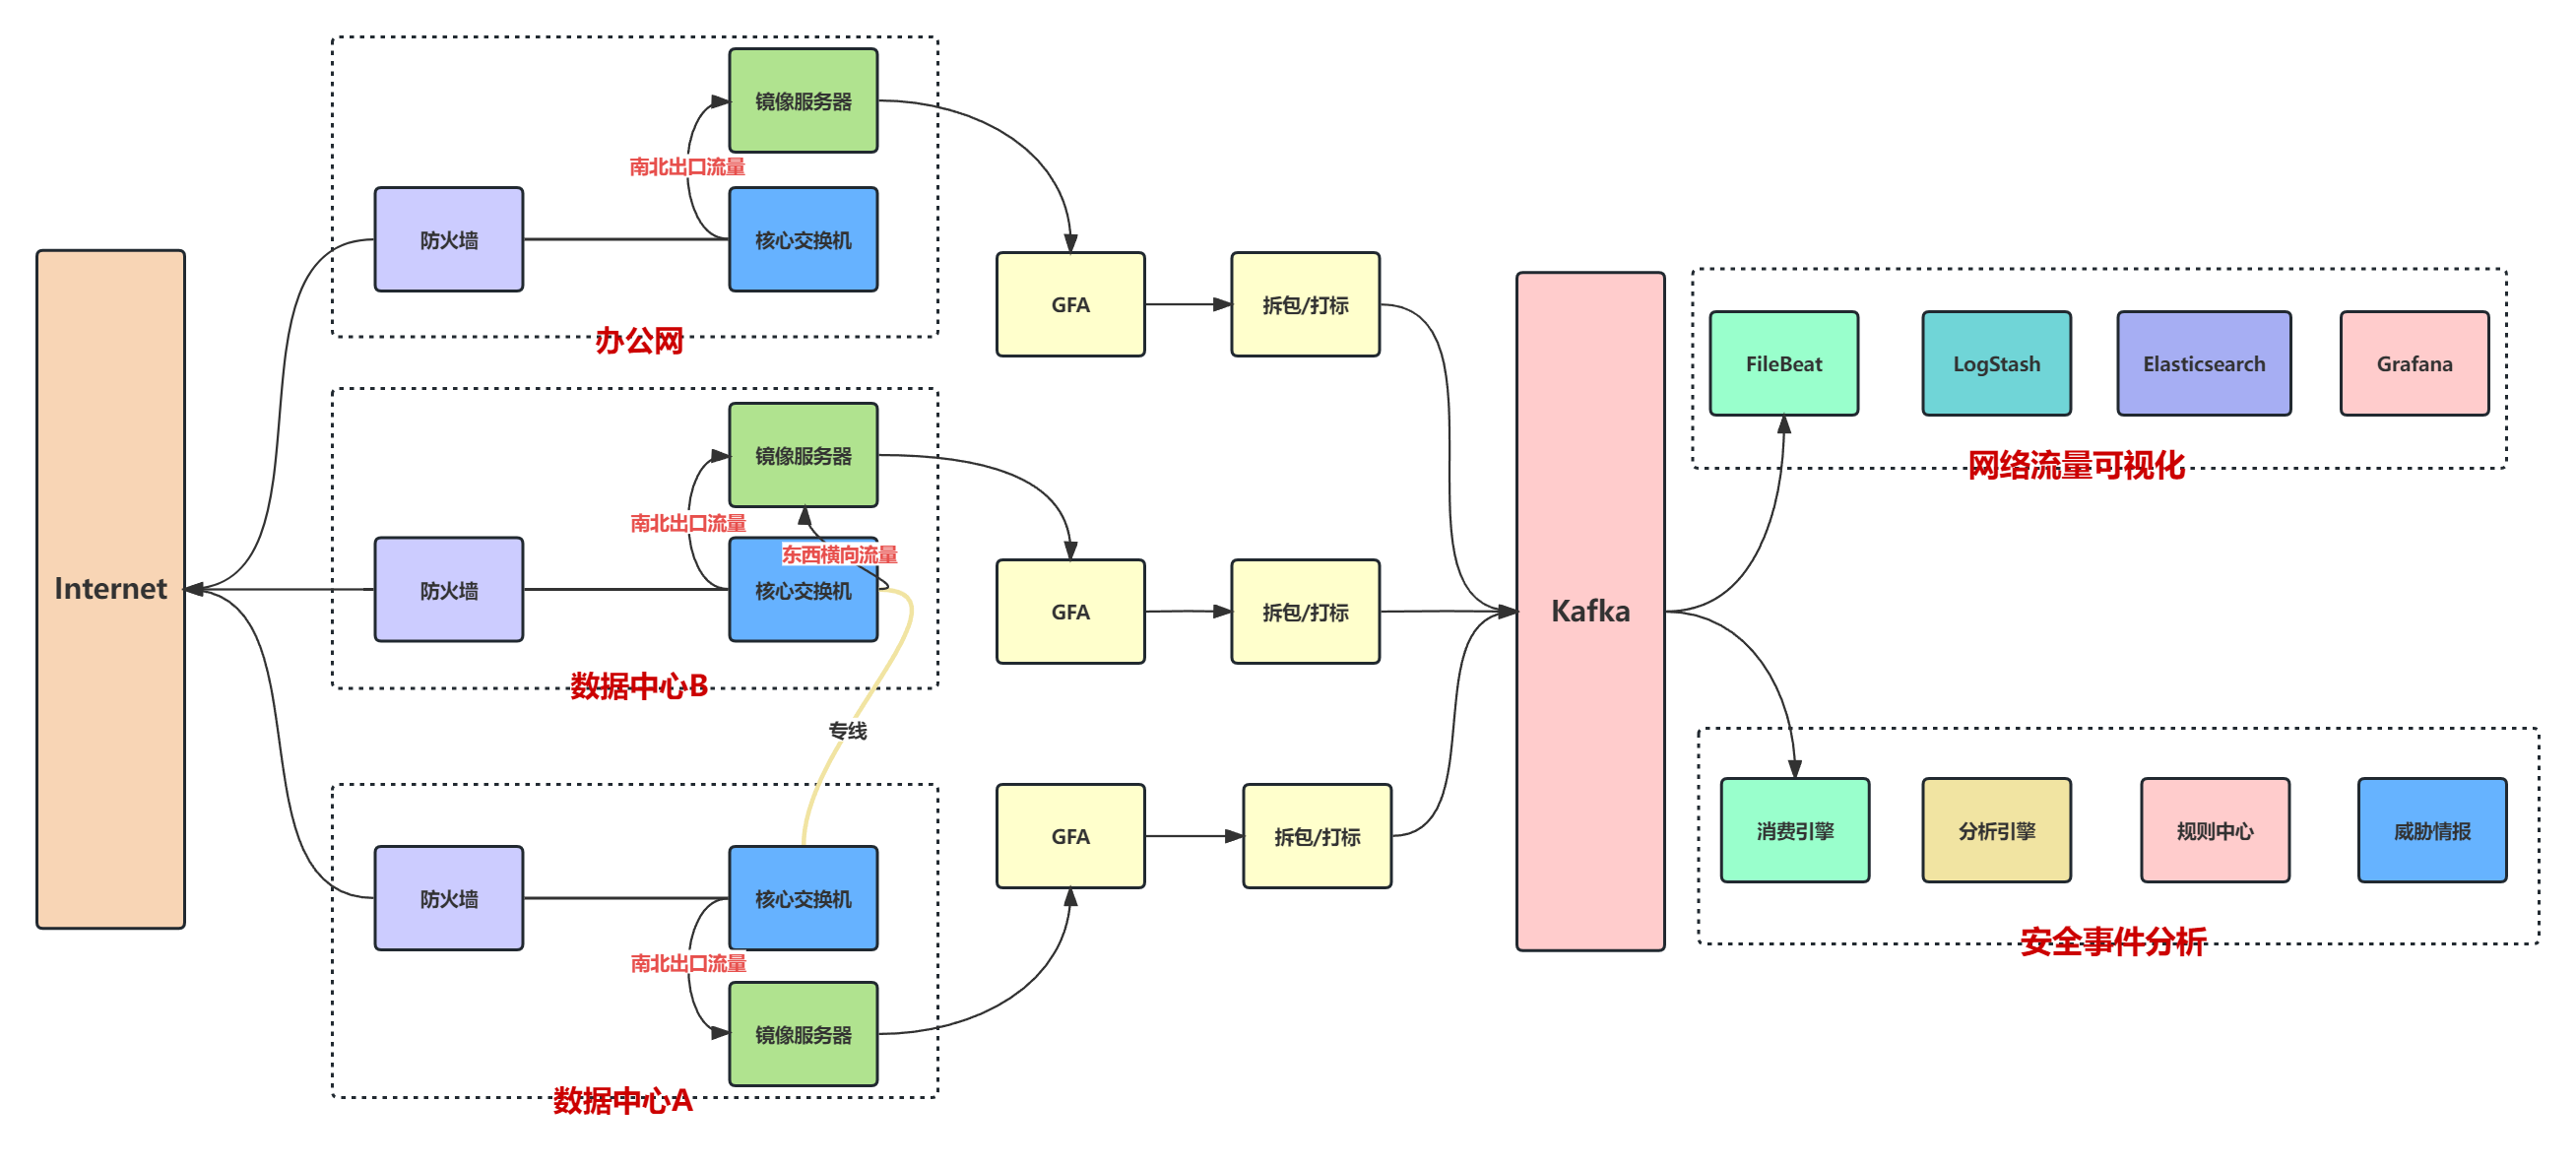 Internet
镜像服务器
南北出口流量
防火墙
核心交换机
办公网
镜像服务器
南北出口流量
东西横向流量
防火墙
核心交换机
数据中心B
专线
防火墙
核心交换机
南北出口流量
镜像服务器
数据中心A
GFA
拆包/打标
GFA
拆包/打标
GFA
拆包/打标
Kafka
FileBeat
LogStash
Elasticsearch
Grafana
网络流量可视化
消费引擎
分析引擎
规则中心
威胁情报
安全事件分析